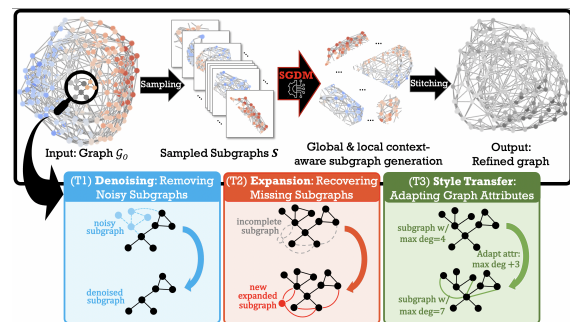 Sampling
SGDM
Stitching
Input: Graph 𝒢₀
Sampled Subgraphs S
Global & local context-
aware subgraph generation
Output:
Refined graph
(T1) Denoising: Removing
Noisy Subgraphs
noisy
subgraph
denoised
subgraph
(T2) Expansion: Recovering
Missing Subgraphs
incomplete
subgraph
new
expanded
subgraph
(T3) Style Transfer:
Adapting Graph Attributes
subgraph w/
max deg=4
Adapt attr:
max deg +3
subgraph w/
max deg=7